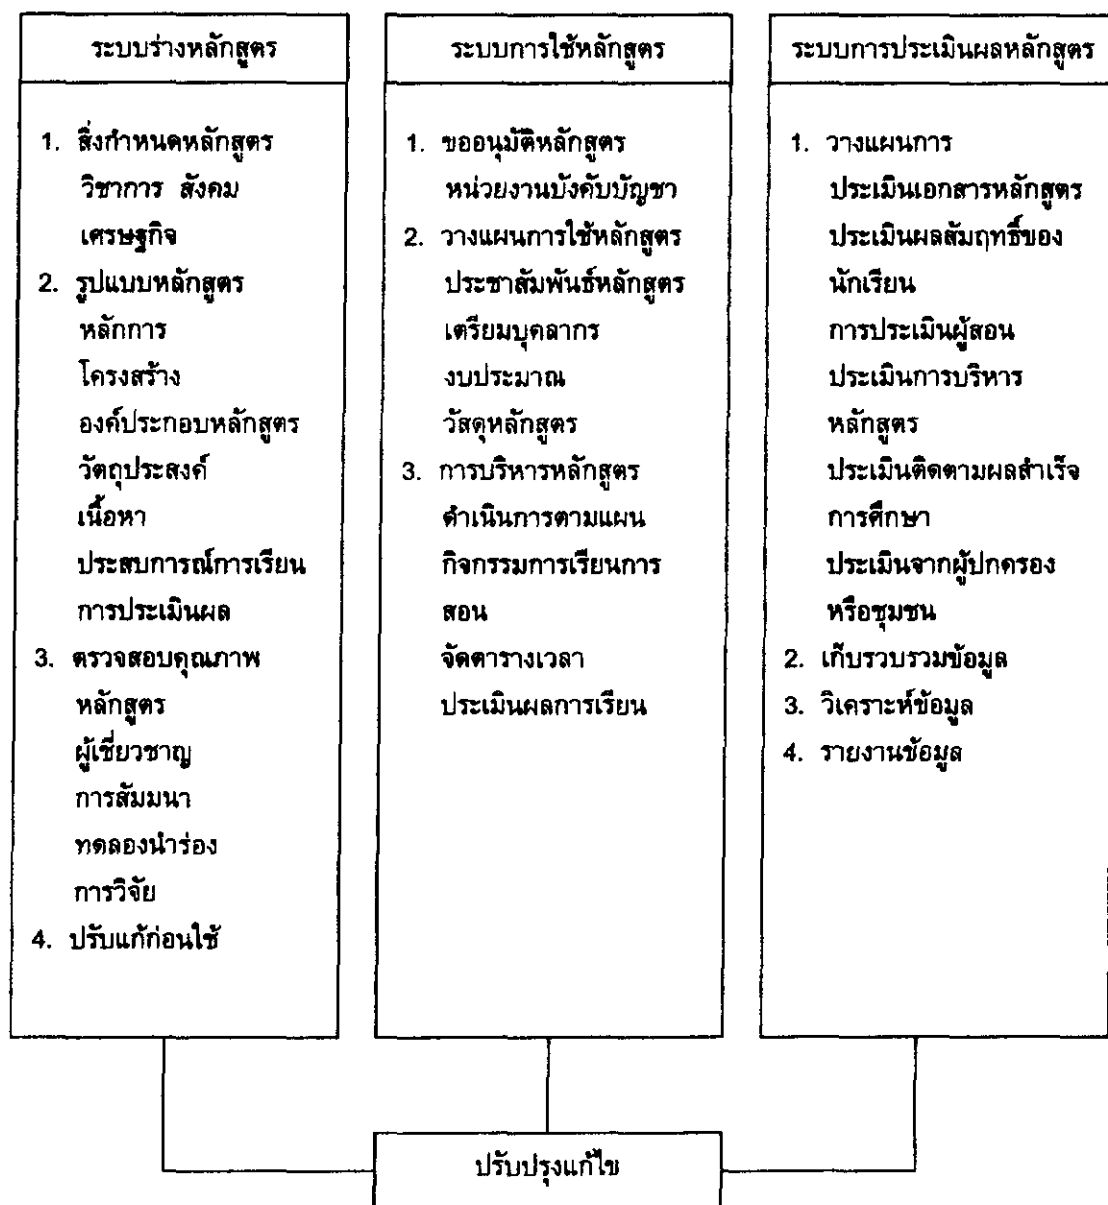 ระบบร่างหลักสูตร
1. สิ่งกำหนดหลักสูตร
วิชาการ สังคม
เศรษฐกิจ
2. รูปแบบหลักสูตร
หลักการ
โครงสร้าง
องค์ประกอบหลักสูตร
วัตถุประสงค์
เนื้อหา
ประสบการณ์การเรียน
การประเมินผล
3. ตรวจสอบคุณภาพ
หลักสูตร
ผู้เชี่ยวชาญ
การสัมมนา
ทดลองนำร่อง
การวิจัย
4. ปรับแก้ก่อนใช้
ระบบการใช้หลักสูตร
1. ขออนุมัติหลักสูตร
หน่วยงานบังคับบัญชา
2. วางแผนการใช้หลักสูตร
ประชาสัมพันธ์หลักสูตร
เตรียมบุคลากร
งบประมาณ
วัสดุหลักสูตร
3. การบริหารหลักสูตร
ดำเนินการตามแผน
กิจกรรมการเรียนการ
สอน
จัดตารางเวลา
ประเมินผลการเรียน
ระบบการประเมินผลหลักสูตร
1. วางแผนการ
ประเมินเอกสารหลักสูตร
ประเมินผลสัมฤทธิ์ของ
นักเรียน
การประเมินผู้สอน
ประเมินการบริหาร
หลักสูตร
ประเมินติดตามผลสำเร็จ
การศึกษา
ประเมินจากผู้ปกครอง
หรือชุมชน
2. เก็บรวบรวมข้อมูล
3. วิเคราะห์ข้อมูล
4. รายงานข้อมูล
ปรับปรุงแก้ไข